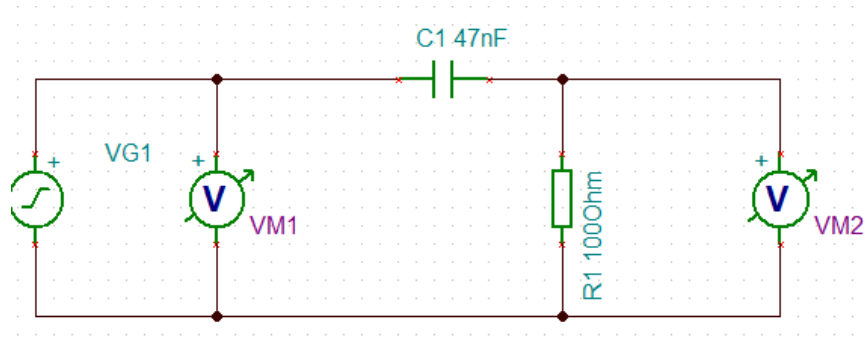 C1 47nF
+
VG1
+
V
VM1
R1 100Ohm
+
V
VM2